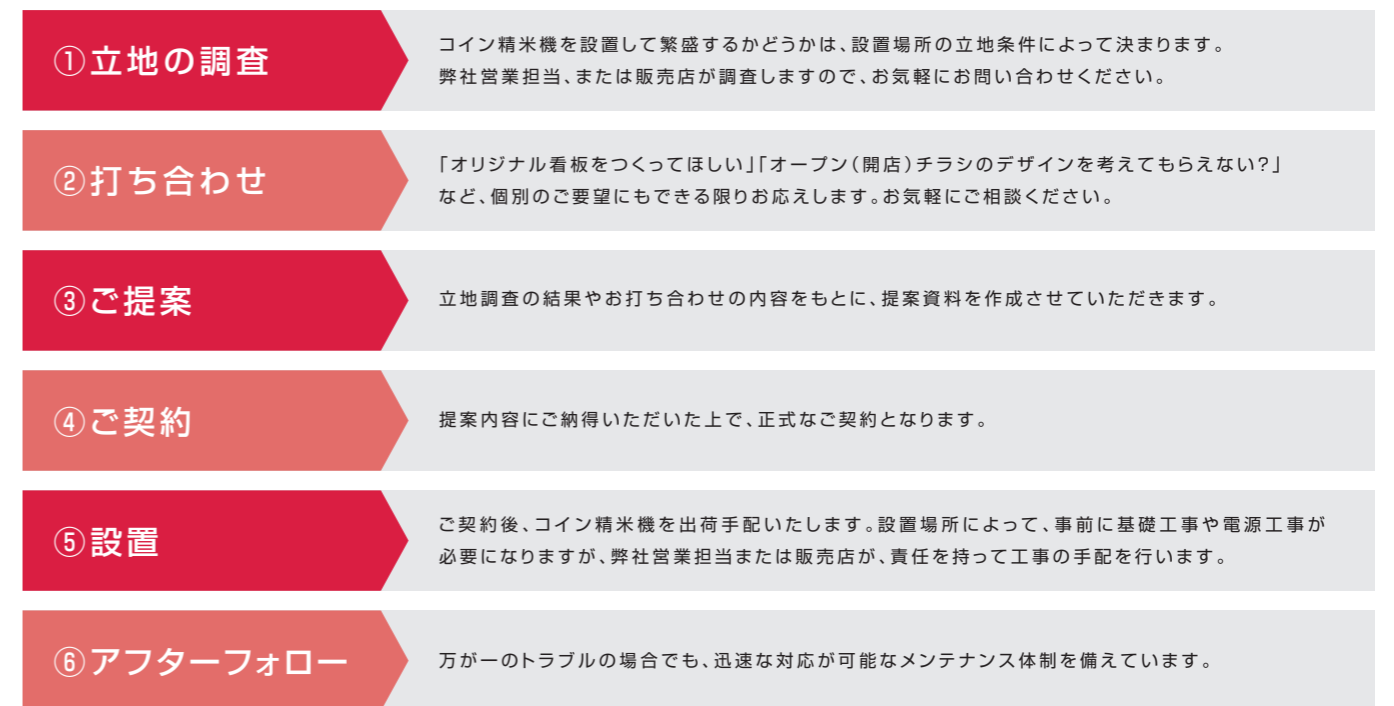 ①立地の調査
コイン精米機を設置して繁盛するかどうかは、設置場所の立地条件によって決まります。
弊社営業担当、または販売店が調査しますので、お気軽にお問い合わせください。
②打ち合わせ
「オリジナル看板をつくってほしい」「オープン（開店）チラシのデザインを考えてもらえない？」
など、個別のご要望にもできる限りお応えします。お気軽にご相談ください。
③ご提案
立地調査の結果やお打ち合わせの内容をもとに、提案資料を作成させていただきます。
④ご契約
提案内容にご納得いただいた上で、正式なご契約となります。
⑤設置
ご契約後、コイン精米機を出荷手配いたします。設置場所によって、事前に基礎工事や電源工事が
必要になりますが、弊社営業担当または販売店が、責任を持って工事の手配を行います。
⑥アフターフォロー
万が一のトラブルの場合でも、迅速な対応が可能なメンテナンス体制を備えています。